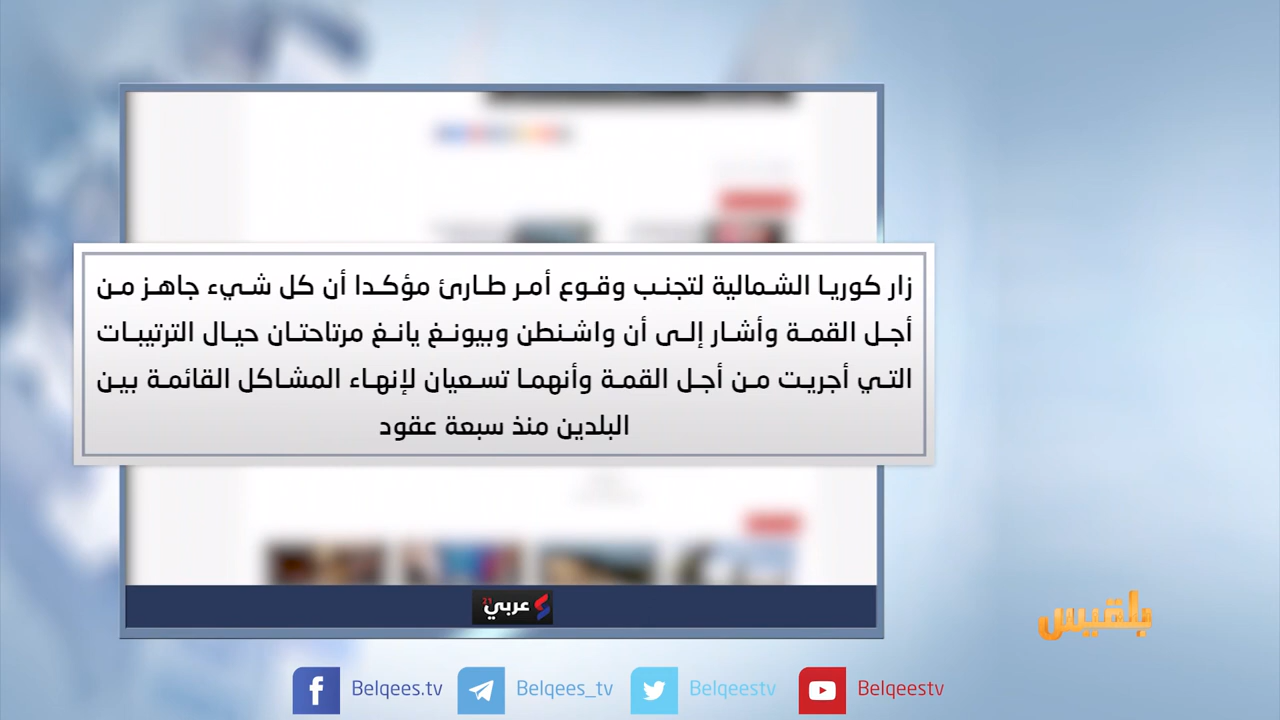 زار كوريا الشمالية لتجنب وقوع أمر طارئ مؤكدا أن كل شيء جاهز من
أجل القمة وأشار إلى أن واشنطن وبيونغ يانغ مرتاحتان حيال الترتيبات
التي أجريت من أجل القمة وأنهما تسعيان لإنهاء المشاكل القائمة بين
البلدين منذ سبعة عقود
عربي21
بلقيس
Belqees.tv Belqees_tv Belqeestv Belqeestv